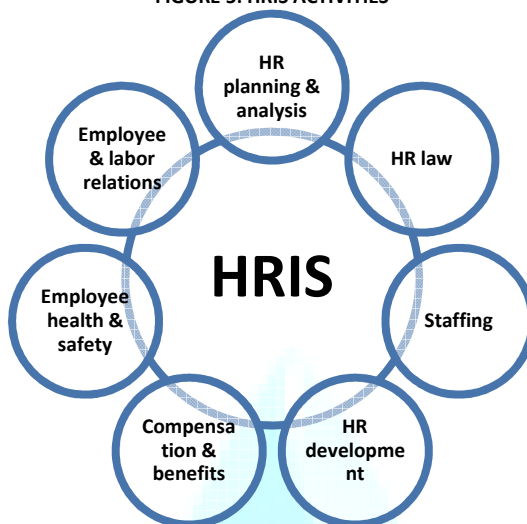 HR
planning &
analysis
Employee
& labor
relations
HR law
HRIS
Employee
health &
safety
Staffing
Compensa
tion &
benefits
HR
developme
nt